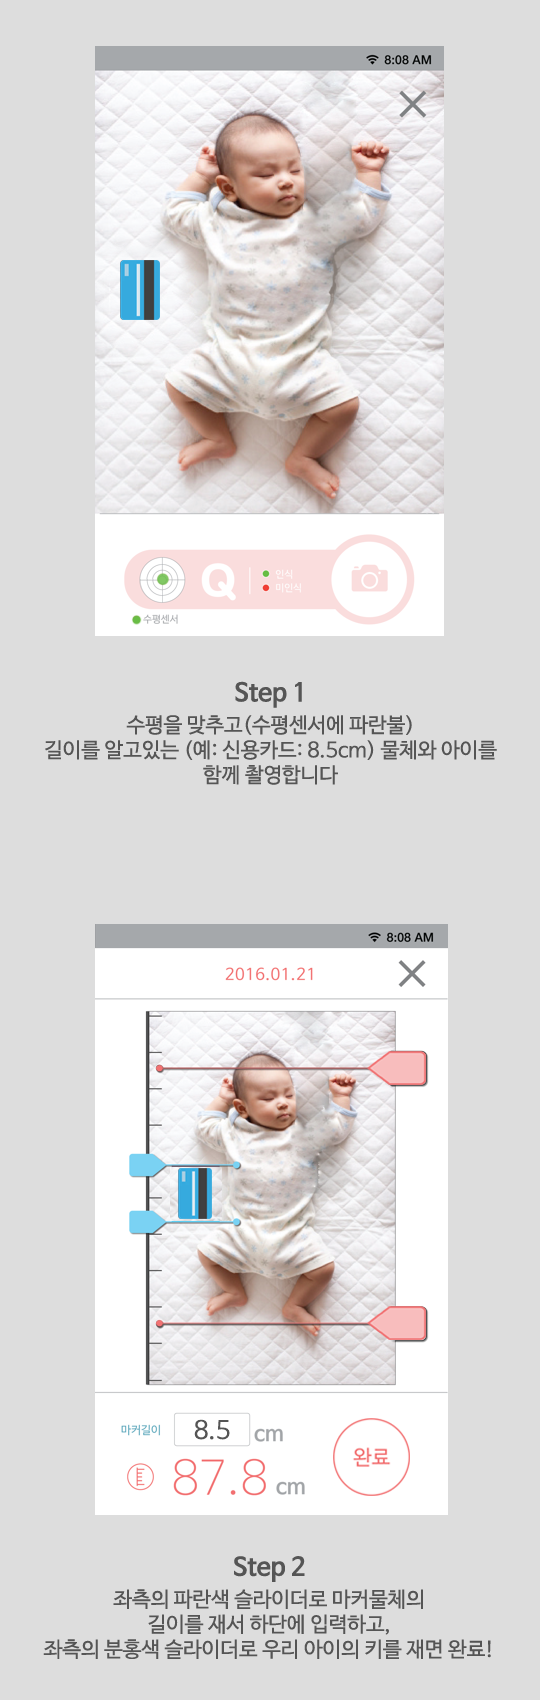 8:08 AM
Q
인식
미인식
수평센서
Step 1
수평을 맞추고(수평센서에 파란불)
길이를 알고있는 (예: 신용카드: 8.5cm) 물체와 아이를
함께 촬영합니다
8:08 AM
2016.01.21
마커길이 8.5 cm
87.8 cm
완료
Step 2
좌측의 파란색 슬라이더로 마커물체의
길이를 재서 하단에 입력하고,
좌측의 분홍색 슬라이더로 우리 아이의 키를 재면 완료!